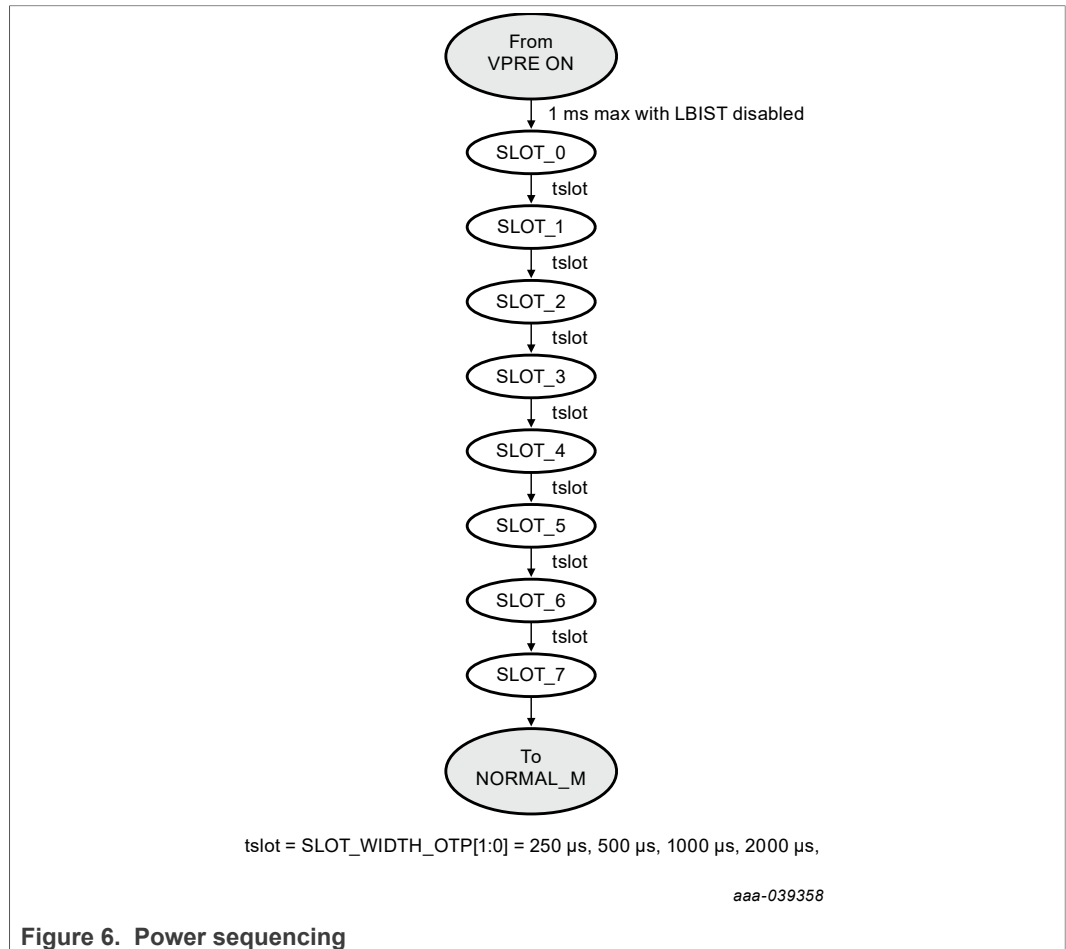 From
VPRE ON
1 ms max with LBIST disabled
SLOT_0
tslot
SLOT_1
tslot
SLOT_2
tslot
SLOT_3
tslot
SLOT_4
tslot
SLOT_5
tslot
SLOT_6
tslot
SLOT_7
To
NORMAL_M
tslot = SLOT_WIDTH_OTP[1:0] = 250 µs, 500 µs, 1000 µs, 2000 µs,
aaa-039358
Figure 6. Power sequencing